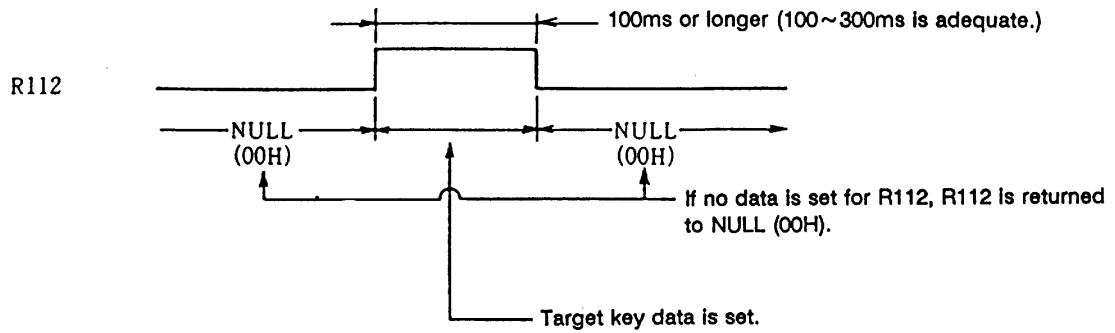 100ms or longer (100~300ms is adequate.)
R112
NULL
(00H)
NULL
(00H)
If no data is set for R112, R112 is returned
to NULL (00H).
Target key data is set.